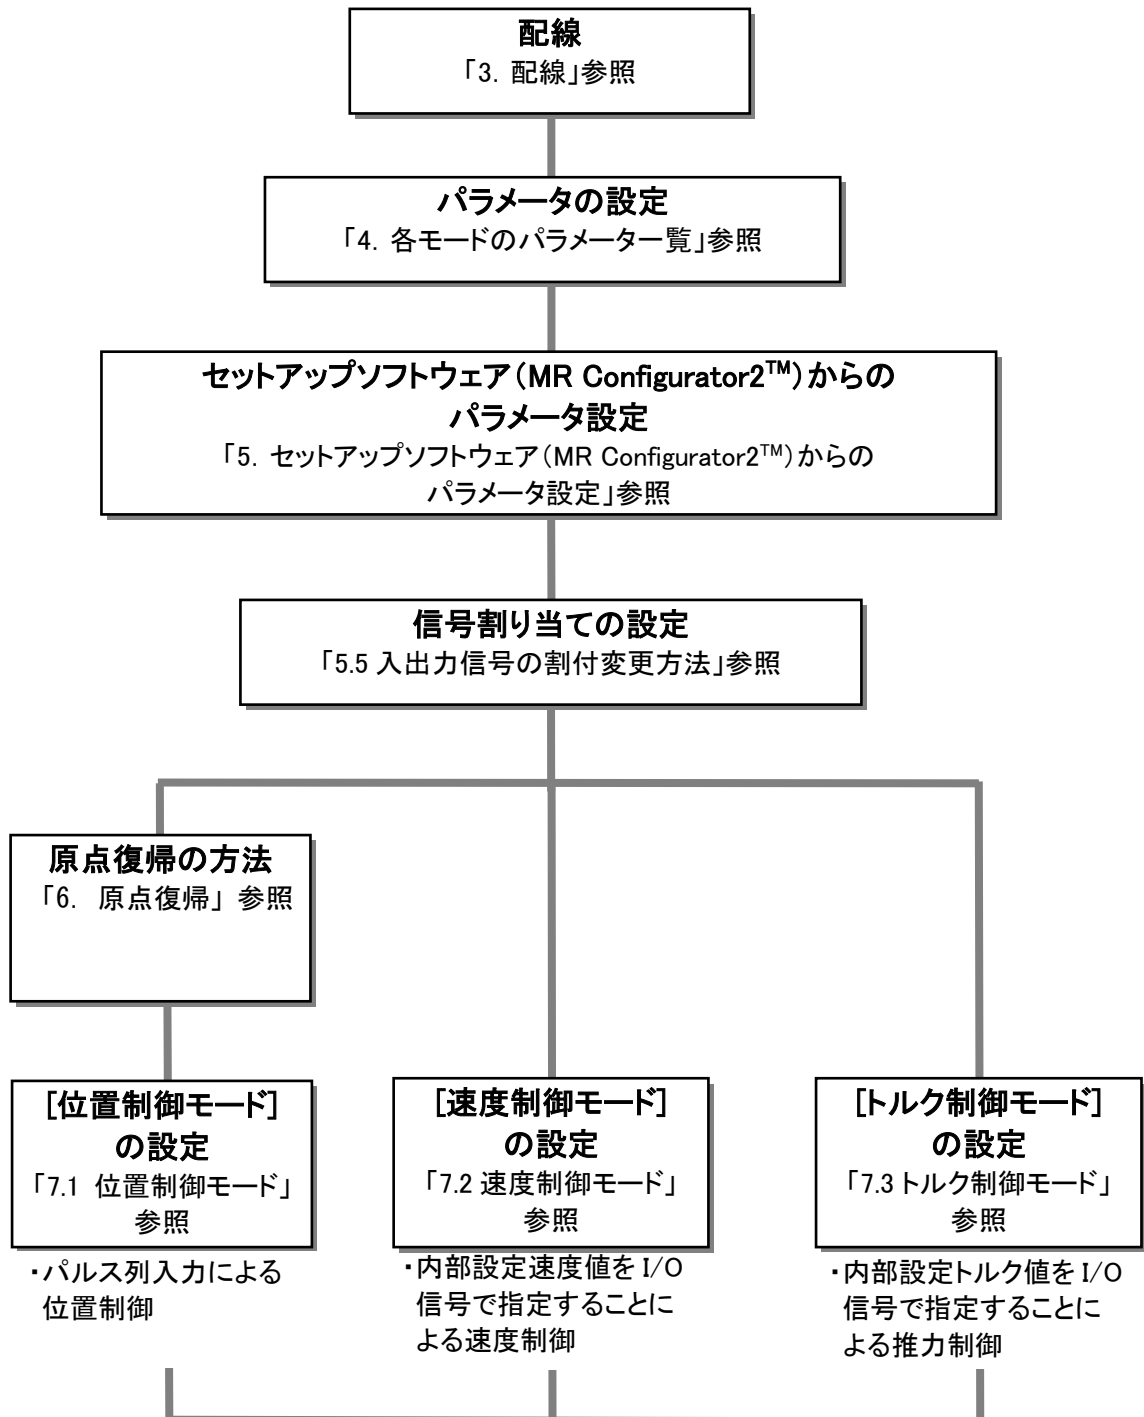 配線
「3. 配線」参照
パラメータの設定
「4. 各モードのパラメータ一覧」参照
セットアップソフトウェア(MR Configurator2™)からの
パラメータ設定
「5. セットアップソフトウェア(MR Configurator2™)からの
パラメータ設定」参照
信号割り当ての設定
「5.5 入出力信号の割付変更方法」参照
原点復帰の方法
「6. 原点復帰」 参照
[位置制御モード]
の設定
「7.1 位置制御モード」
参照
・パルス列入力による
位置制御
[速度制御モード]
の設定
「7.2 速度制御モード」
参照
・内部設定速度値を I/O
信号で指定することに
よる速度制御
[トルク制御モード]
の設定
「7.3 トルク制御モード」
参照
・内部設定トルク値を I/O
信号で指定することに
よる推力制御